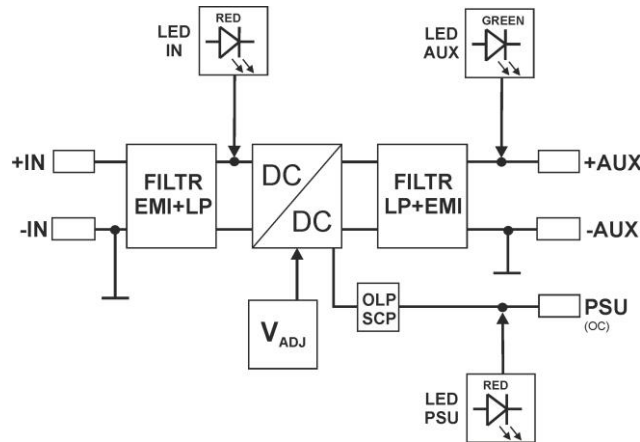 LED
IN
RED
LED
AUX
GREEN
+IN
-IN
FILTR
EMI+LP
DC
DC
FILTR
LP+EMI
+AUX
-AUX
VADJ
OLP
SCP
PSU
(OC)
LED
PSU
RED